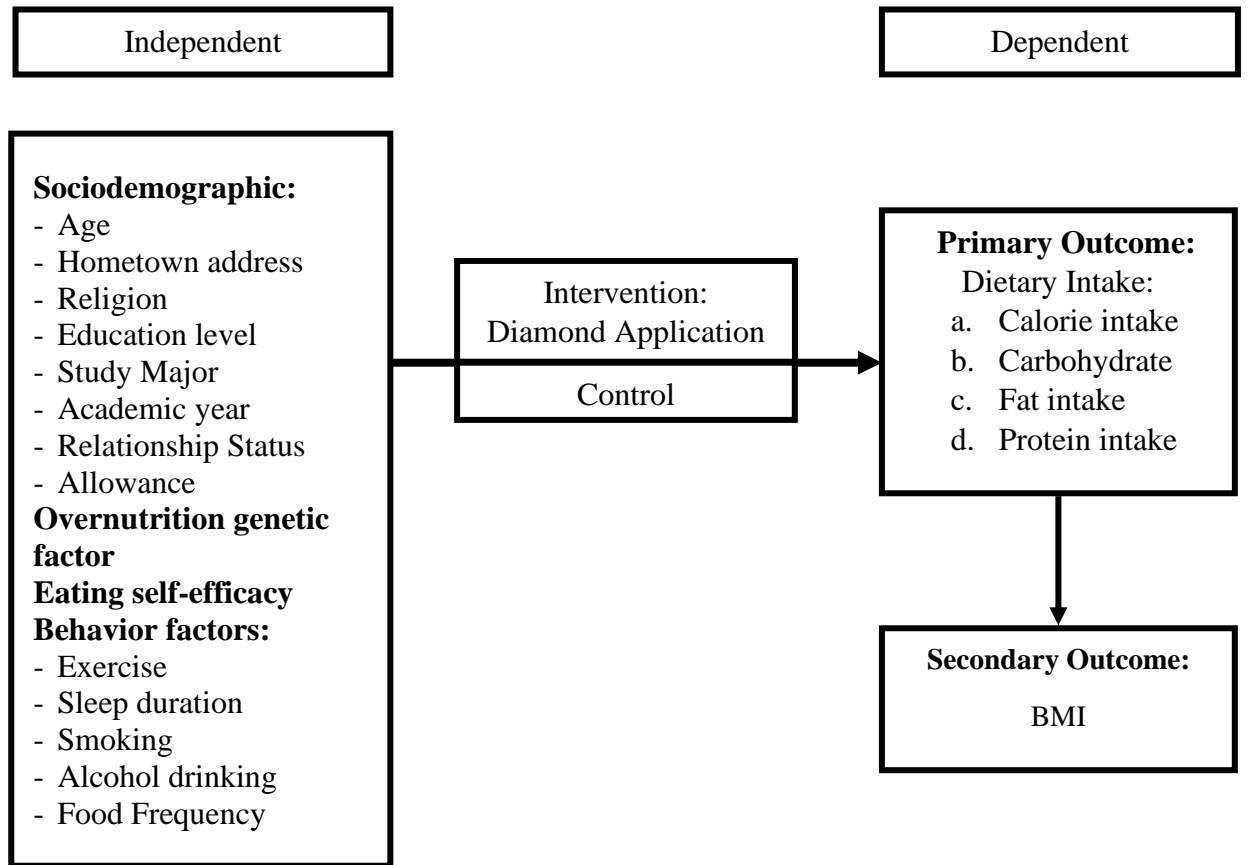 Independent
Dependent
Sociodemographic:
- Age
- Hometown address
- Religion
- Education level
- Study Major
- Academic year
- Relationship Status
- Allowance
Overnutrition genetic
factor
Eating self-efficacy
Behavior factors:
- Exercise
- Sleep duration
- Smoking
- Alcohol drinking
- Food Frequency
Intervention:
Diamond Application
Control
Primary Outcome:
Dietary Intake:
a. Calorie intake
b. Carbohydrate
c. Fat intake
d. Protein intake
Secondary Outcome:
BMI